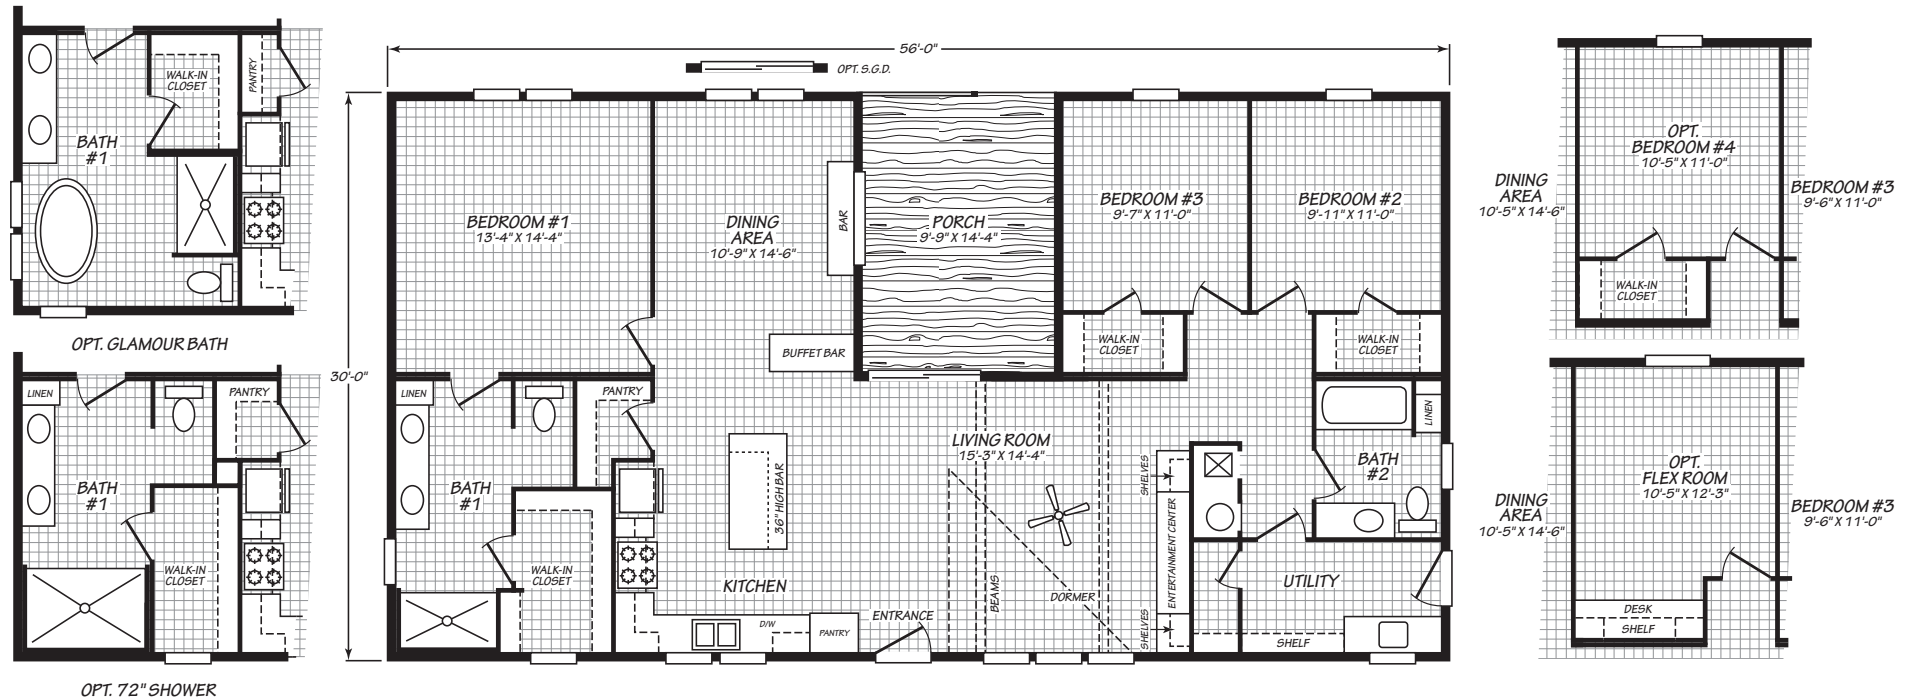 WALK-IN
CLOSET
PANTRY
BATH
#1
OPT. GLAMOUR BATH
LINEN
PANTRY
BATH
#1
WALK-IN
CLOSET
OPT. 72" SHOWER
56'-0"
OPT. S.G.D.
30'-0"
BEDROOM #1
13'-4" X 14'-4"
DINING
AREA
10'-9" X 14'-6"
BAR
PORCH
9'-9" X 14'-4"
BEDROOM #3
9'-7" X 11'-0"
BEDROOM #2
9'-11" X 11'-0"
BUFFET BAR
WALK-IN
CLOSET
WALK-IN
CLOSET
LINEN
PANTRY
BATH
#1
WALK-IN
CLOSET
36" HIGH BAR
KITCHEN
D/W
PANTRY
ENTRANCE
LIVING ROOM
15'-3" X 14'-4"
BEAMS
DORMER
SHELVES
ENTERTAINMENT CENTER
SHELVES
BATH
#2
LINEN
UTILITY
SHELF
OPT.
BEDROOM #4
10'-5" X 11'-0"
DINING
AREA
10'-5" X 14'-6"
BEDROOM #3
9'-6" X 11'-0"
WALK-IN
CLOSET
OPT.
FLEX ROOM
10'-5" X 12'-3"
DINING
AREA
10'-5" X 14'-6"
BEDROOM #3
9'-6" X 11'-0"
DESK
SHELF